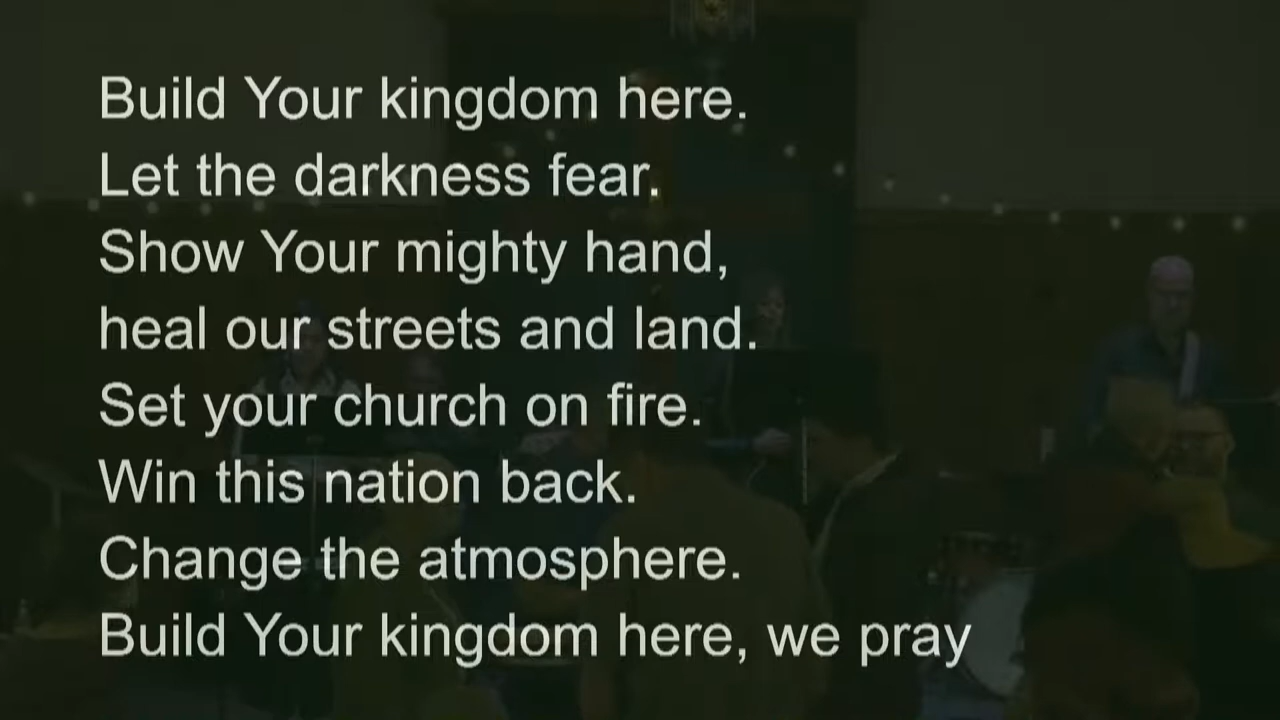 Build Your kingdom here.
Let the darkness fear.
Show Your mighty hand,
heal our streets and land.
Set your church on fire.
Win this nation back.
Change the atmosphere.
Build Your kingdom here, we pray